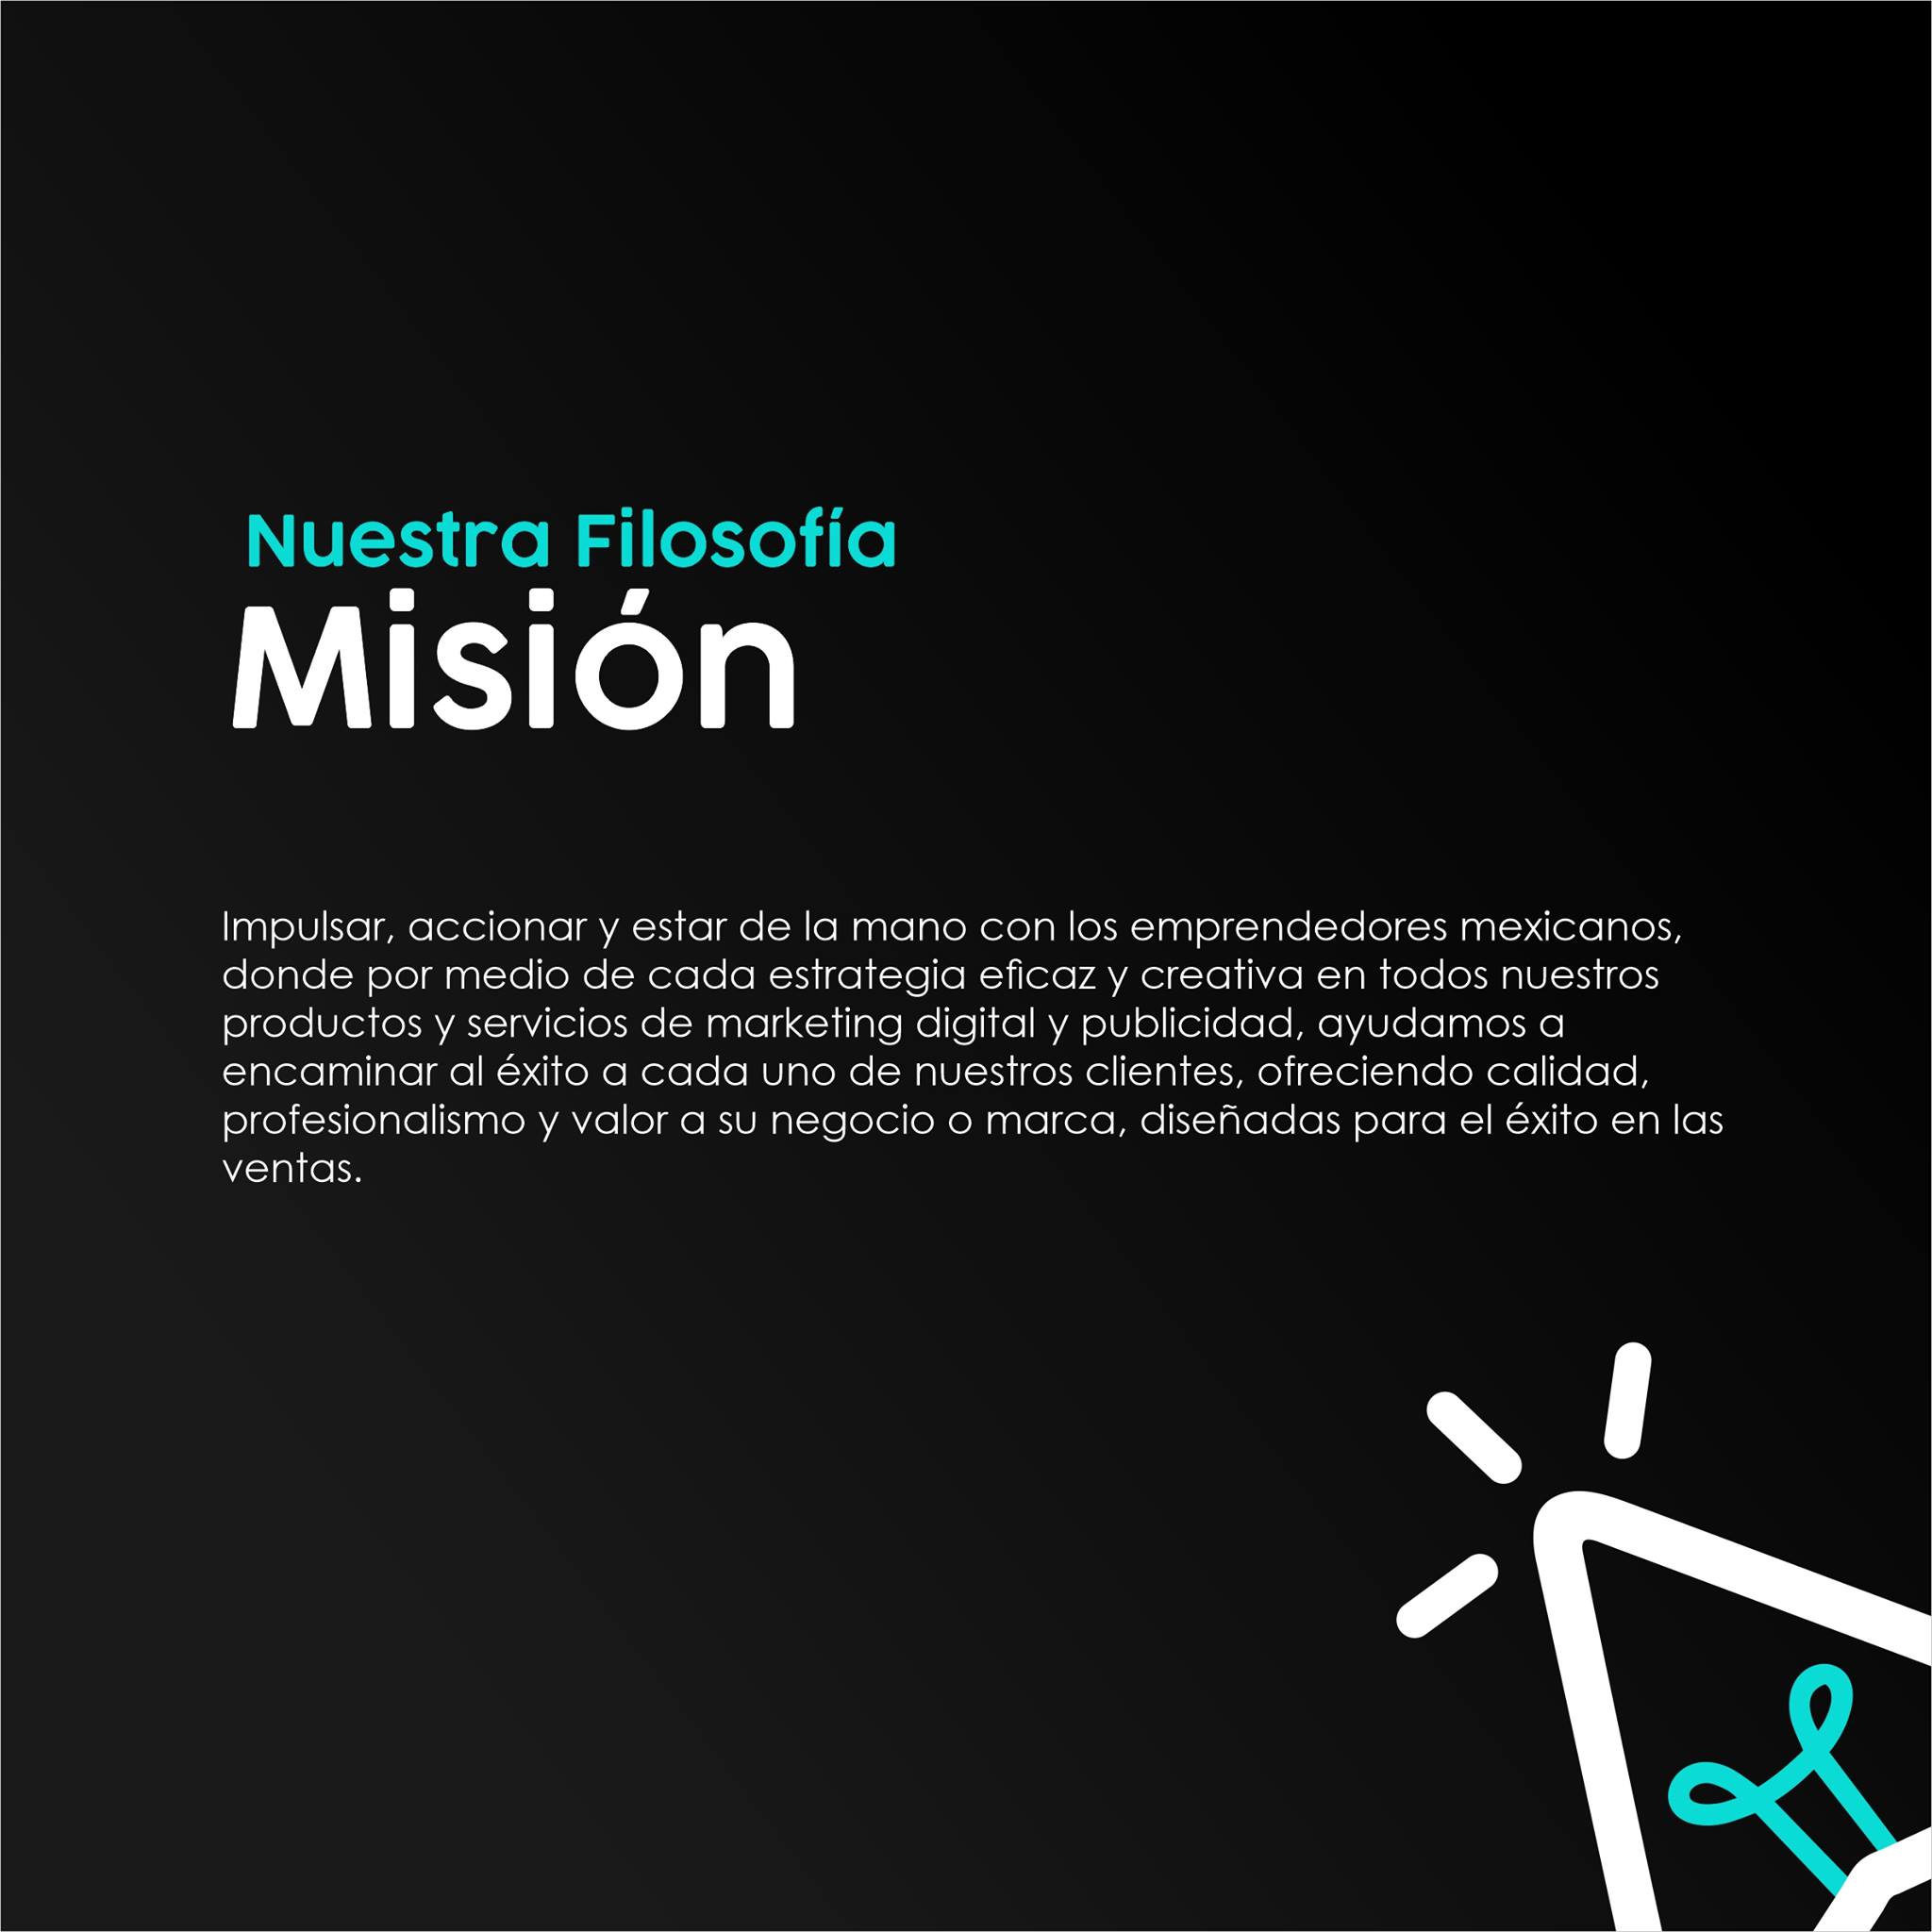 Nuestra Filosofía
Misión
Impulsar, accionar y estar de la mano con los emprendedores mexicanos,
donde por medio de cada estrategia eficaz y creativa en todos nuestros
productos y servicios de marketing digital y publicidad, ayudamos a
encaminar al éxito a cada uno de nuestros clientes, ofreciendo calidad,
profesionalismo y valor a su negocio o marca, diseñadas para el éxito en las
ventas.